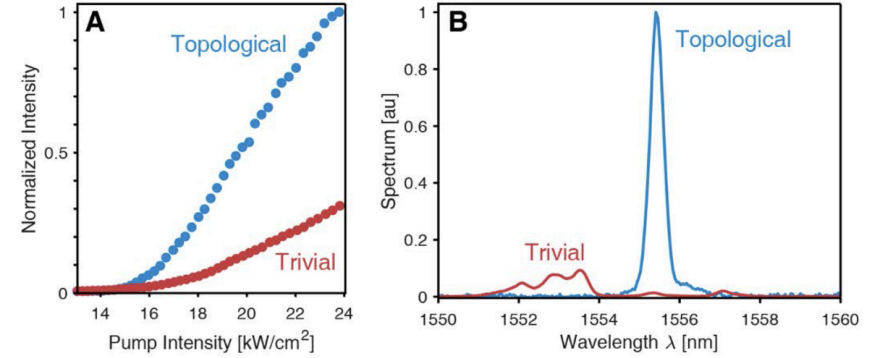 A
Topological
Trivial
Normalized Intensity
1
0.5
0
14 16 18 20 22 24
Pump Intensity [kW/cm²]
B
Topological
Trivial
Spectrum [au]
1
0.8
0.6
0.4
0.2
0
1550 1552 1554 1556 1558 1560
Wavelength λ [nm]